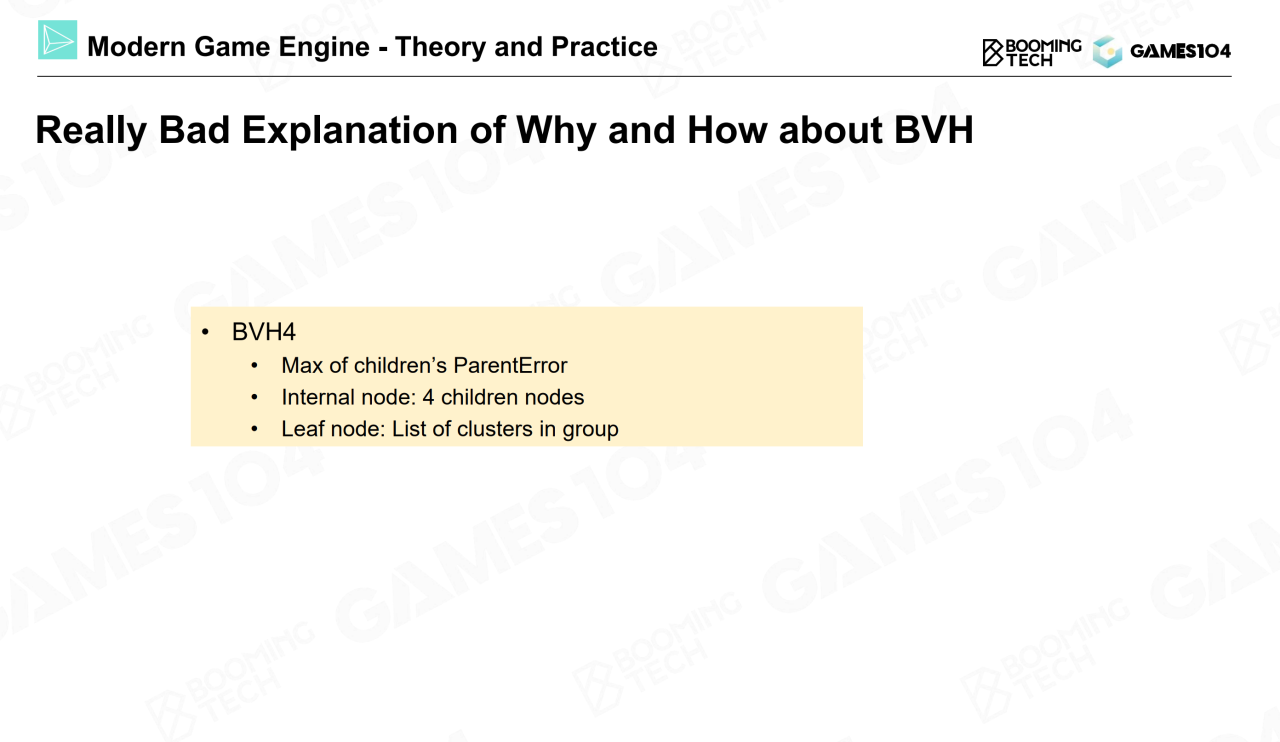 Modern Game Engine - Theory and Practice
BOOMING TECH
GAMES104
Really Bad Explanation of Why and How about BVH
• BVH4
• Max of children's ParentError
• Internal node: 4 children nodes
• Leaf node: List of clusters in group